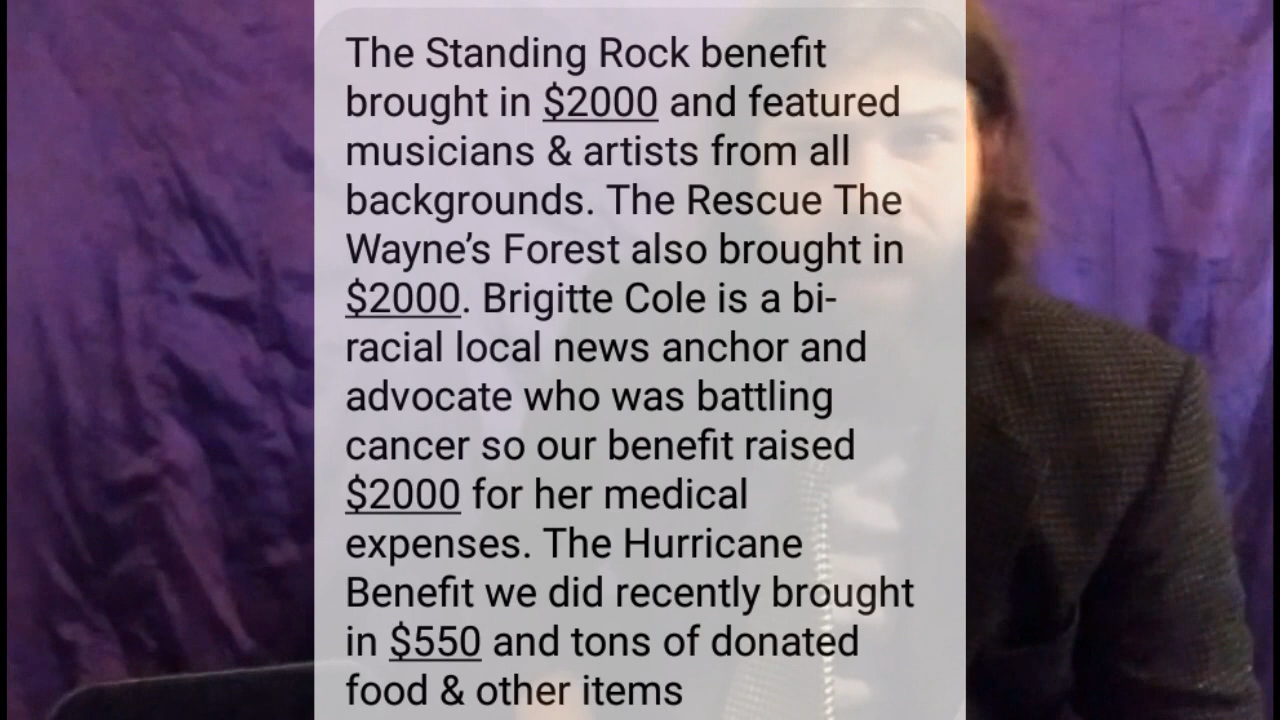 The Standing Rock benefit
brought in $2000 and featured
musicians & artists from all
backgrounds. The Rescue The
Wayne’s Forest also brought in
$2000. Brigitte Cole is a bi-
racial local news anchor and
advocate who was battling
cancer so our benefit raised
$2000 for her medical
expenses. The Hurricane
Benefit we did recently brought
in $550 and tons of donated
food & other items